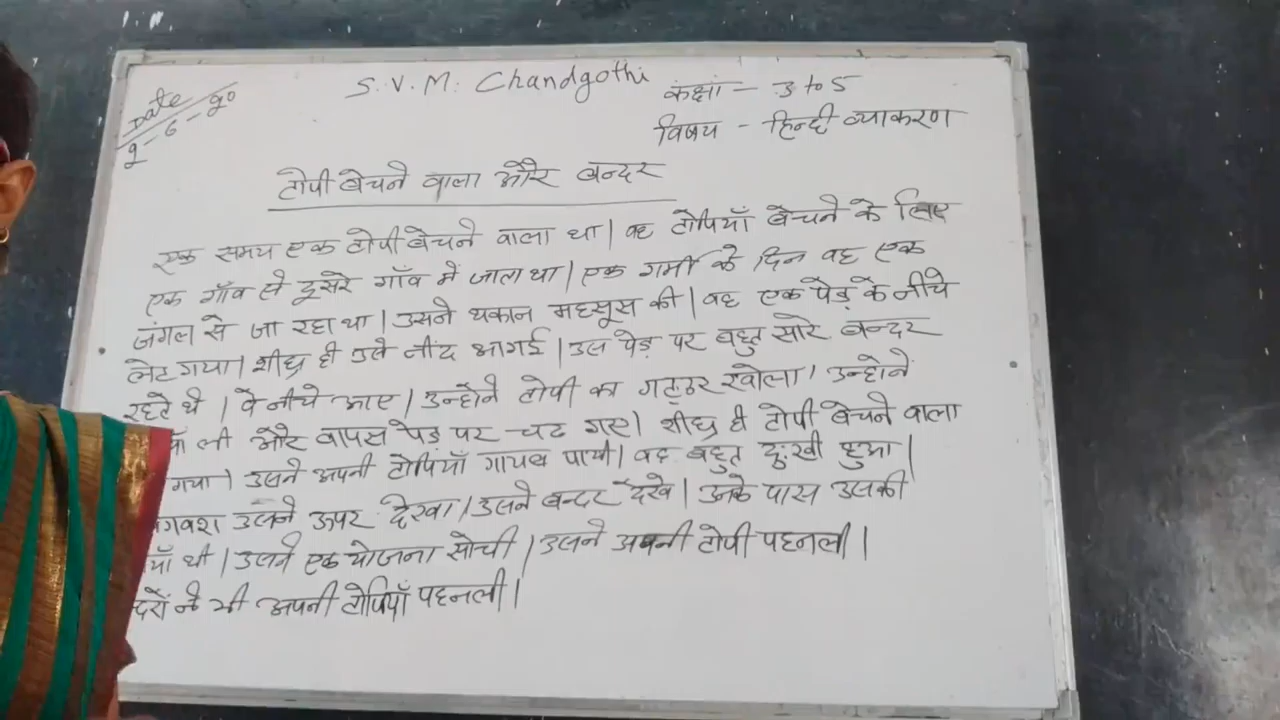 Date
9-6-20
S.V.M. Chandgothi
कंक्षा - 3 to 5
विषय - हिन्दी व्याकरण
टोपी बेचने वाला और बन्दर
एक समय एक टोपी बेचने वाला था। वह टोपियाँ बेचने के लिए
एक गाँव से दूसरे गाँव में जाता था। एक गर्मी के दिन वह एक
जंगल से जा रहा था। उसने थकान महसूस की। वह एक पेड़ के नीचे
लेट गया। शीघ्र ही उसे नींद आगई। उस पेड़ पर बहुत सारे बन्दर
रहते थे। वे नीचे आए। उन्होंने टोपी का गट्ठर खोला। उन्होंने
ली और वापस पेड़ पर चढ गए। शीघ्र ही टोपी बेचने वाला
गया। उसने अपनी टोपियाँ गायब पायी। वह बहुत दुःखी हुआ।
उसने ऊपर देखा। उसने बन्दर देखे। उनके पास उसकी
थी। उसने एक योजना सोची। उसने अपनी टोपी पहनली।
ने भी अपनी टोपियाँ पहनली।